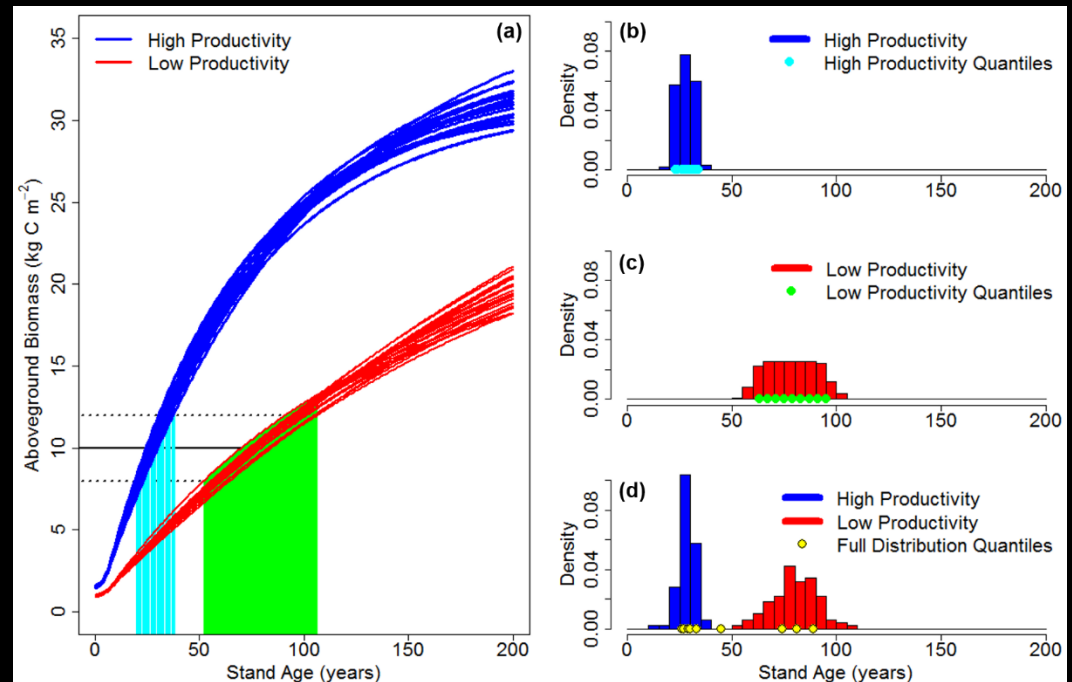 (a)
High Productivity
Low Productivity
Aboveground Biomass (kg C m−2)
35
30
25
20
15
10
5
0
0 50 100 150 200
Stand Age (years)
(b)
High Productivity
High Productivity Quantiles
Density
0.08
0.04
0.00
0 50 100 150 200
(c)
Low Productivity
Low Productivity Quantiles
Density
0.08
0.04
0.00
0 50 100 150 200
(d)
High Productivity
Low Productivity
Full Distribution Quantiles
Density
0.08
0.04
0.00
0 50 100 150 200
Stand Age (years)